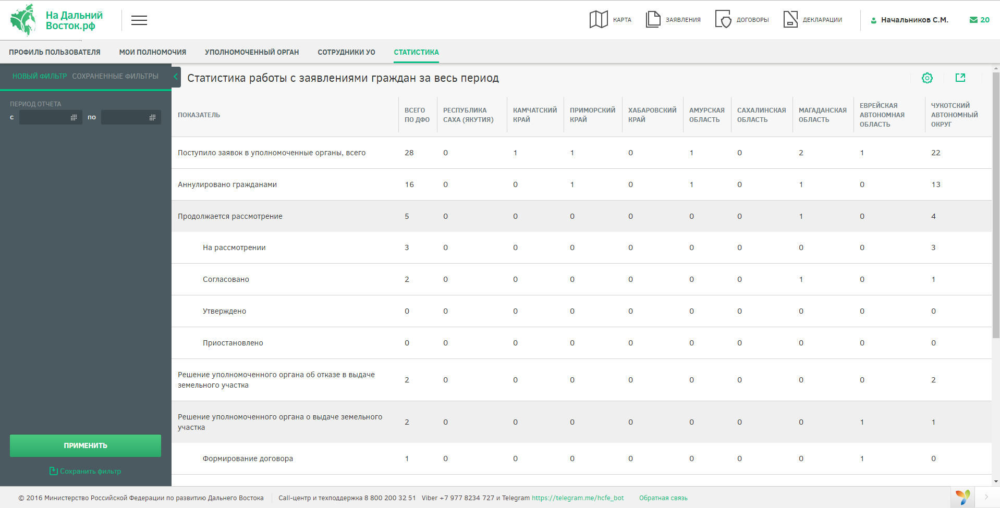 На Дальний
Восток.рф
КАРТА
ЗАЯВЛЕНИЯ
ДОГОВОРЫ
ДЕКЛАРАЦИИ
Начальников С.М.
20
ПРОФИЛЬ ПОЛЬЗОВАТЕЛЯ МОИ ПОЛНОМОЧИЯ УПОЛНОМОЧЕННЫЙ ОРГАН СОТРУДНИКИ УО СТАТИСТИКА
НОВЫЙ ФИЛЬТР СОХРАНЕННЫЕ ФИЛЬТРЫ
ПЕРИОД ОТЧЕТА
С ПО
ПРИМЕНИТЬ
Сохранить фильтр
Статистика работы с заявлениями граждан за весь период
ПОКАЗАТЕЛЬ
ВСЕГО
ПО ДФО
РЕСПУБЛИКА
САХА (ЯКУТИЯ)
КАМЧАТСКИЙ
КРАЙ
ПРИМОРСКИЙ
КРАЙ
ХАБАРОВСКИЙ
КРАЙ
АМУРСКАЯ
ОБЛАСТЬ
САХАЛИНСКАЯ
ОБЛАСТЬ
МАГАДАНСКАЯ
ОБЛАСТЬ
ЕВРЕЙСКАЯ
АВТОНОМНАЯ
ОБЛАСТЬ
ЧУКОТСКИЙ
АВТОНОМНЫЙ
ОКРУГ
Поступило заявок в уполномоченные органы, всего 28 0 1 1 0 1 0 2 1 22
Аннулировано гражданами 16 0 0 1 0 1 0 1 0 13
Продолжается рассмотрение 5 0 0 0 0 0 0 1 0 4
На рассмотрении 3 0 0 0 0 0 0 0 0 3
Согласовано 2 0 0 0 0 0 0 1 0 1
Утверждено 0 0 0 0 0 0 0 0 0 0
Приостановлено 0 0 0 0 0 0 0 0 0 0
Решение уполномоченного органа об отказе в выдаче
земельного участка 2 0 0 0 0 0 0 0 0 2
Решение уполномоченного органа о выдаче земельного
участка 2 0 0 0 0 0 0 0 1 1
Формирование договора 1 0 0 0 0 0 0 0 1 0
© 2016 Министерство Российской Федерации по развитию Дальнего Востока Call-центр и техподдержка 8 800 200 32 51 Viber +7 977 8234 727 и Telegram https://telegram.me/hcfe_bot Обратная связь